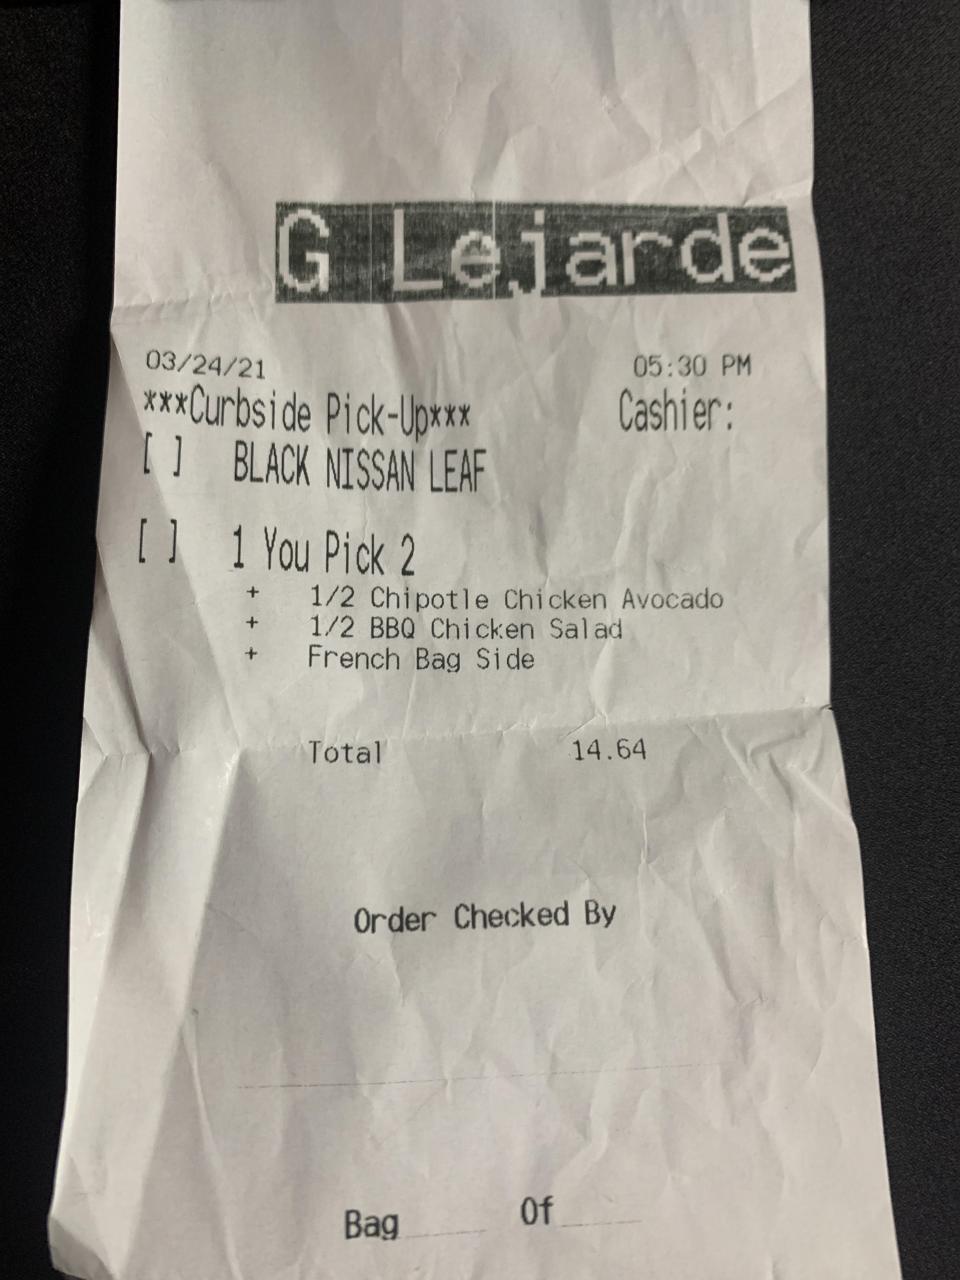 G Lejarde
03/24/21 05:30 PM
***Curbside Pick-Up*** Cashier:
[ ] BLACK NISSAN LEAF
[ ] 1 You Pick 2
+ 1/2 Chipotle Chicken Avocado
+ 1/2 BBQ Chicken Salad
+ French Bag Side
Total 14.64
Order Checked By
Bag Of